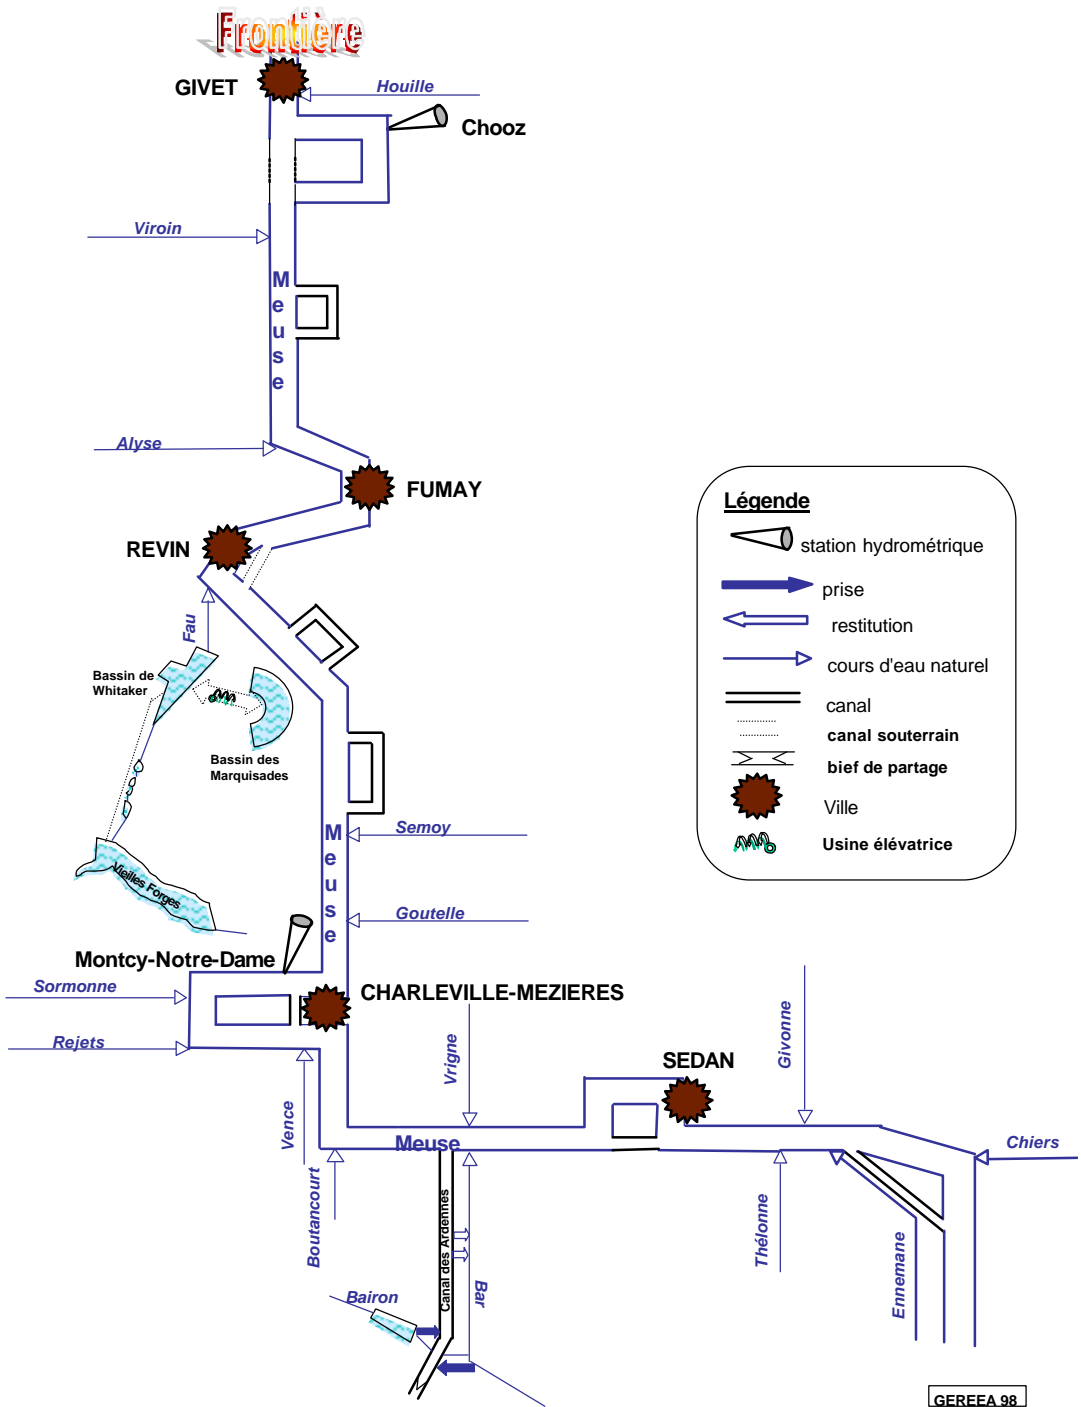 Frontière
GIVET
Houille
Chooz
Viroin
Meuse
Alyse
FUMAY
REVIN
Légende
station hydrométrique
prise
restitution
cours d'eau naturel
canal
canal souterrain
bief de partage
Ville
Usine élévatrice
Fau
Bassin de
Whitaker
Bassin des
Marquisades
Meuse
Semoy
Vieilles Forges
Goutelle
Montcy-Notre-Dame
Sormonne
CHARLEVILLE-MEZIERES
Rejets
Vrigne
SEDAN
Givonne
Vence
Meuse
Chiers
Boutancourt
Canal des Ardennes
Thélonne
Ennemane
Bar
Bairon
GEREEA 98